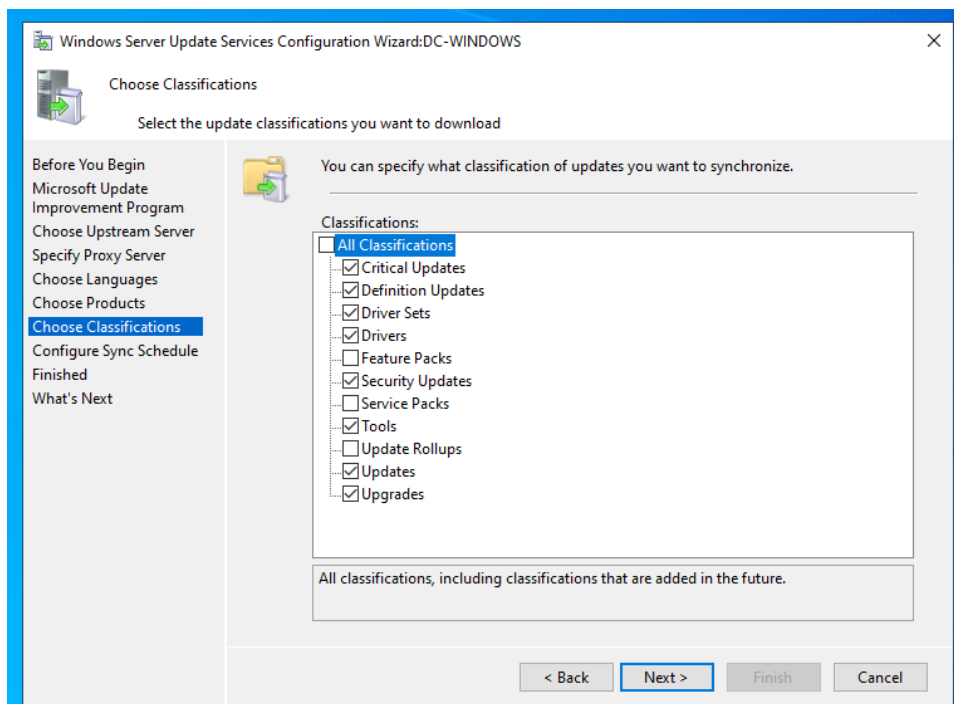 Windows Server Update Services Configuration Wizard:DC-WINDOWS
Choose Classifications
Select the update classifications you want to download
Before You Begin
Microsoft Update
Improvement Program
Choose Upstream Server
Specify Proxy Server
Choose Languages
Choose Products
Choose Classifications
Configure Sync Schedule
Finished
What's Next
You can specify what classification of updates you want to synchronize.
Classifications:
All Classifications
Critical Updates
Definition Updates
Driver Sets
Drivers
Feature Packs
Security Updates
Service Packs
Tools
Update Rollups
Updates
Upgrades
All classifications, including classifications that are added in the future.
< Back Next > Finish Cancel